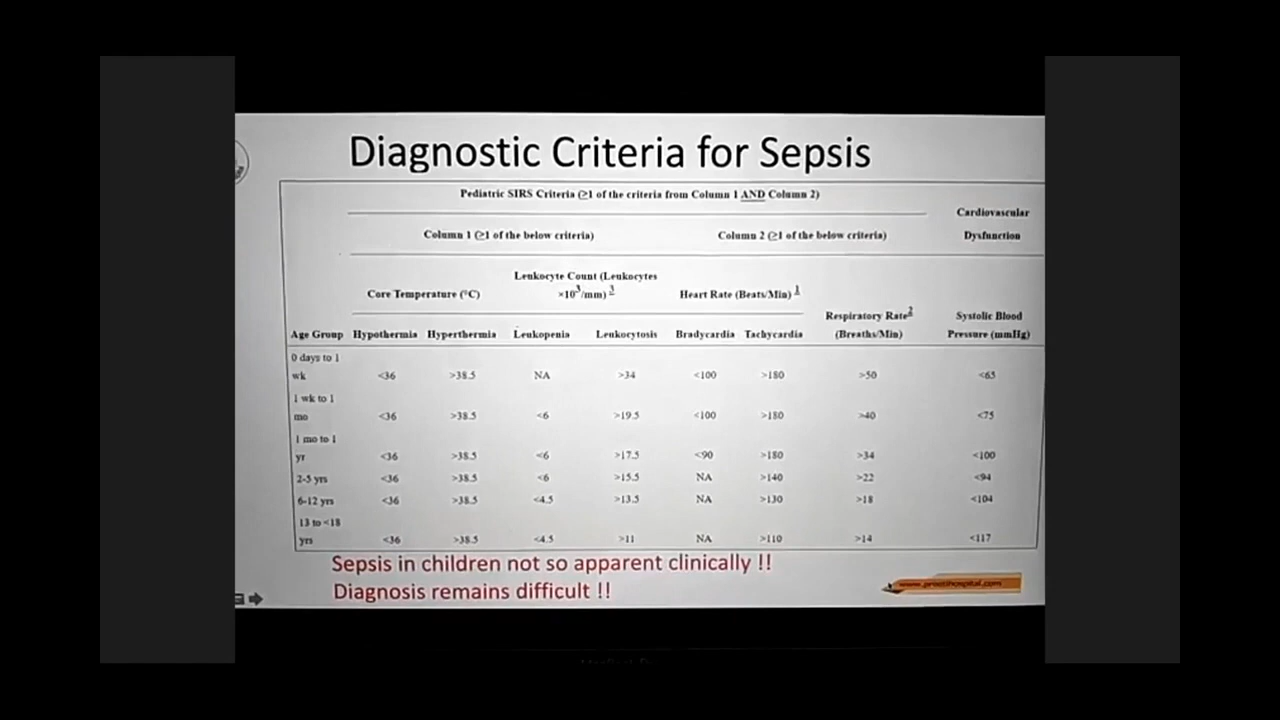 Diagnostic Criteria for Sepsis
Pediatric SIRS Criteria (≥1 of the criteria from Column 1 AND Column 2)
Cardiovascular
Column 1 (≥1 of the below criteria) Column 2 (≥1 of the below criteria) Dysfunction
Leukocyte Count (Leukocytes
Core Temperature (°C) ×10³/mm) 3 Heart Rate (Beats/Min) 1
Respiratory Rate2 Systolic Blood
Age Group Hypothermia Hyperthermia Leukopenia Leukocytosis Bradycardia Tachycardia (Breaths/Min) Pressure (mmHg)
0 days to 1
wk <36 >38.5 NA >34 <100 >180 >50 <65
1 wk to 1
mo <36 >38.5 <6 >19.5 <100 >180 >40 <75
1 mo to 1
yr <36 >38.5 <6 >17.5 <90 >180 >34 <100
2-5 yrs <36 >38.5 <6 >15.5 NA >140 >22 <94
6-12 yrs <36 >38.5 <4.5 >13.5 NA >130 >18 <104
13 to <18
yrs <36 >38.5 <4.5 >11 NA >110 >14 <117
Sepsis in children not so apparent clinically !!
Diagnosis remains difficult !!